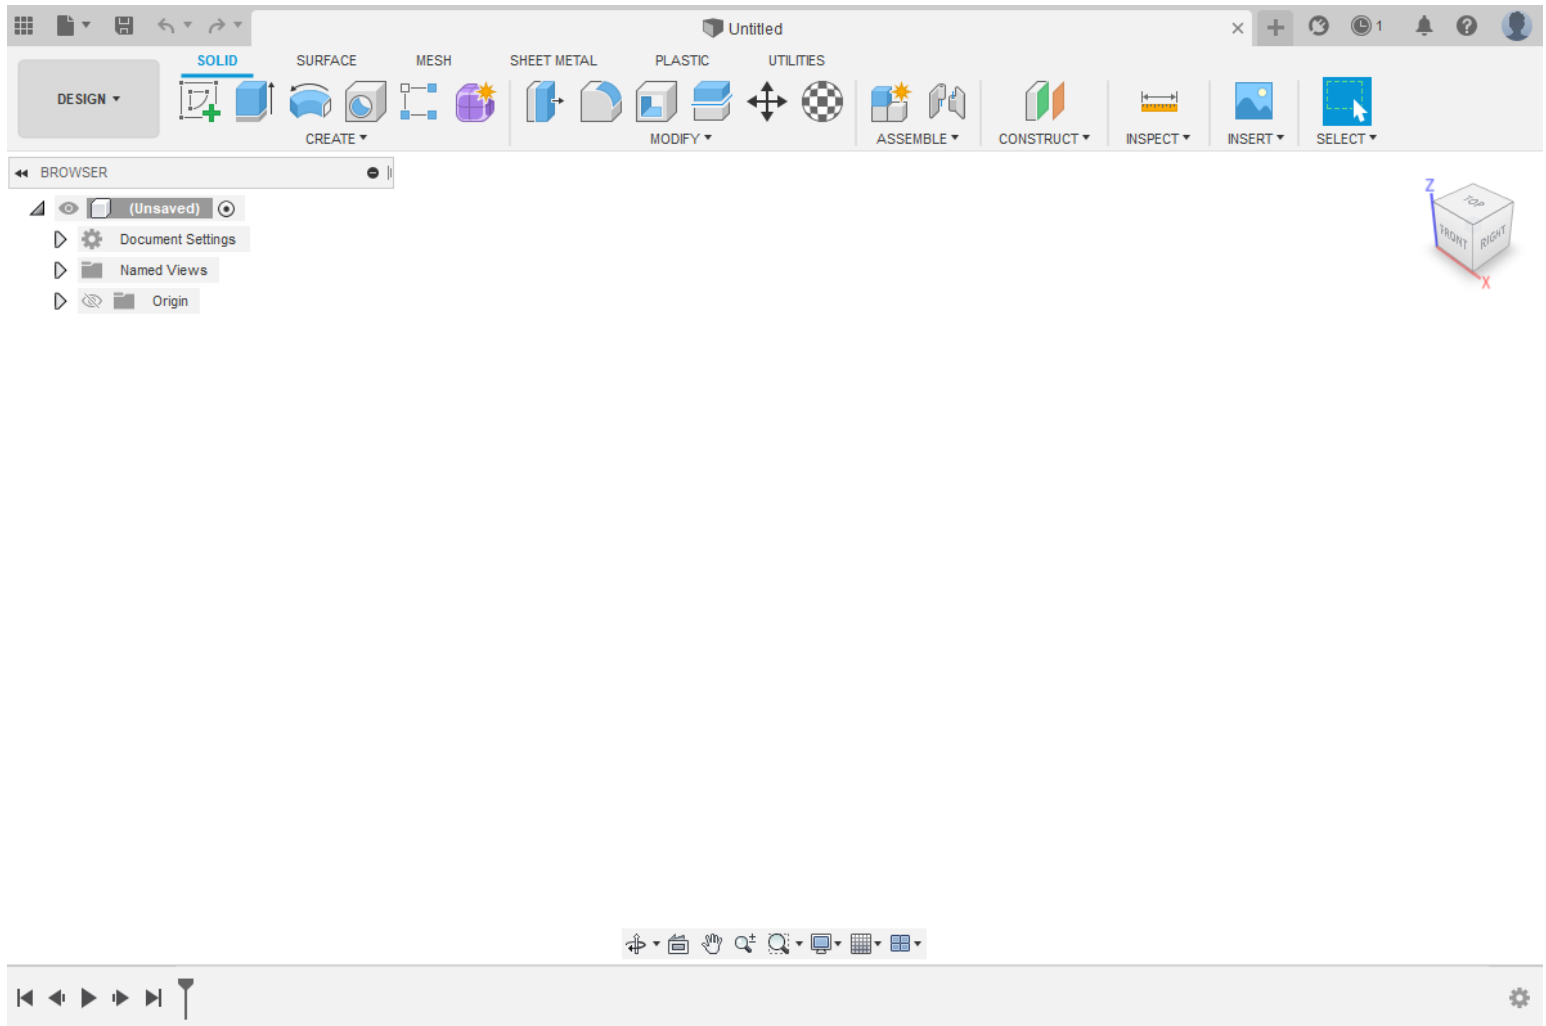 Untitled
1
SOLID SURFACE MESH SHEET METAL PLASTIC UTILITIES
DESIGN
CREATE MODIFY ASSEMBLE CONSTRUCT INSPECT INSERT SELECT
BROWSER
(Unsaved)
Document Settings
Named Views
Origin
Z
TOP
FRONT RIGHT
X